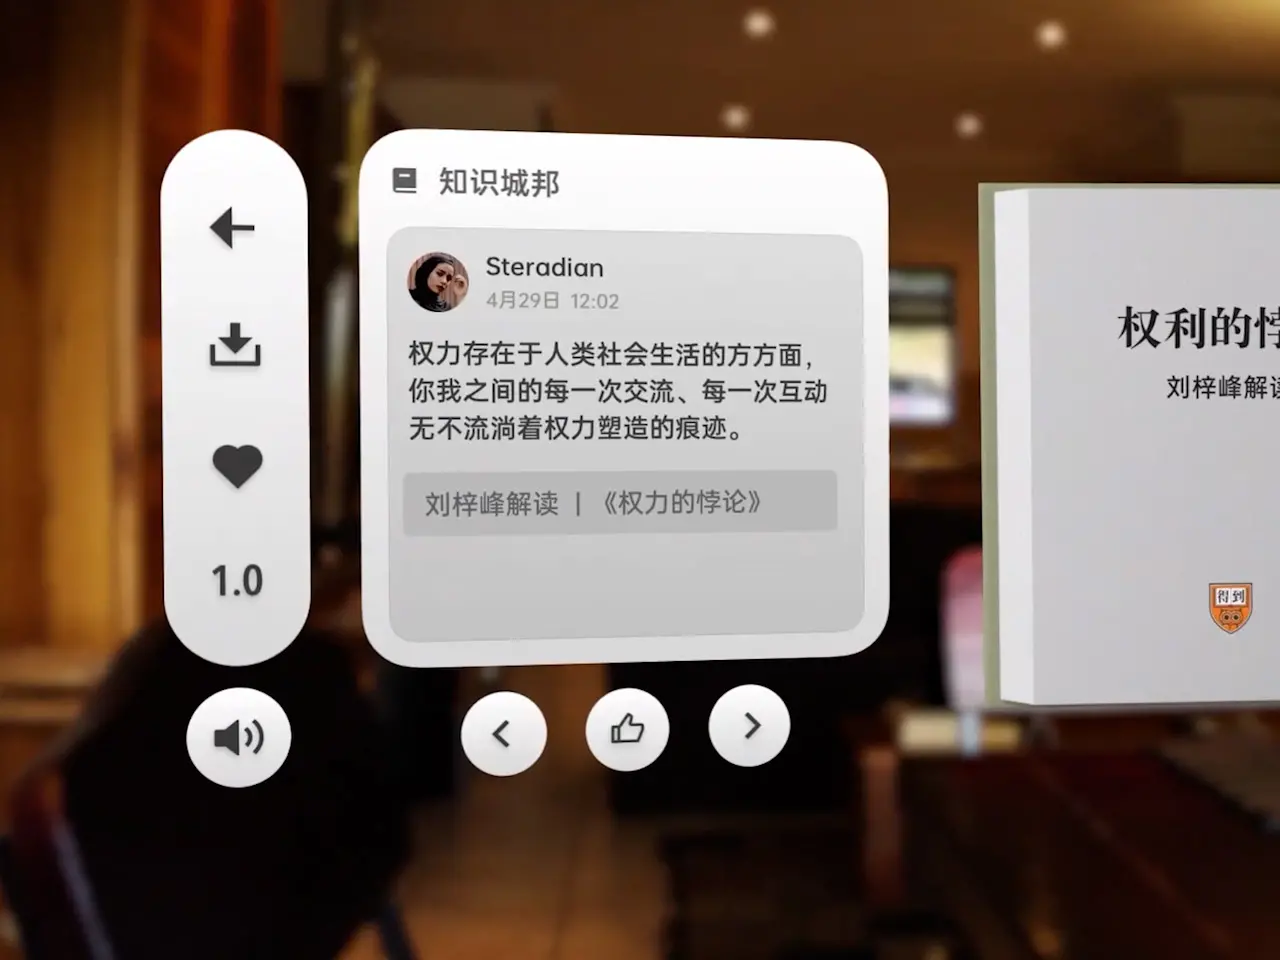 知识城邦
Steradian
4月29日 12:02
权力存在于人类社会生活的方方面，
你我之间的每一次交流、每一次互动
无不流淌着权力塑造的痕迹。
刘梓峰解读 | 《权力的悖论》
1.0
权利的悖
刘梓峰解读
得到